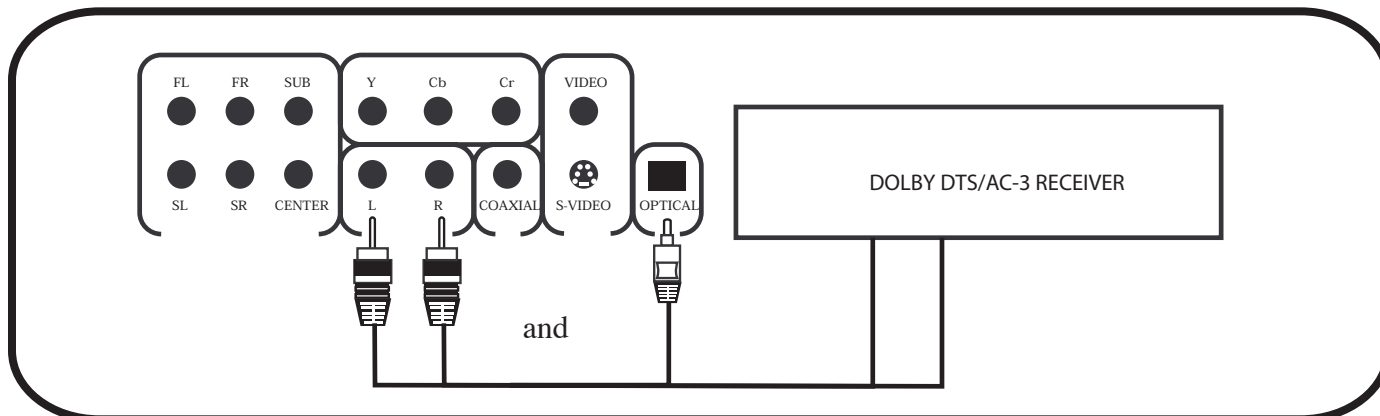 FL FR SUB Y Cb Cr VIDEO
DOLBY DTS/AC-3 RECEIVER
SL SR CENTER L R COAXIAL S-VIDEO OPTICAL
and